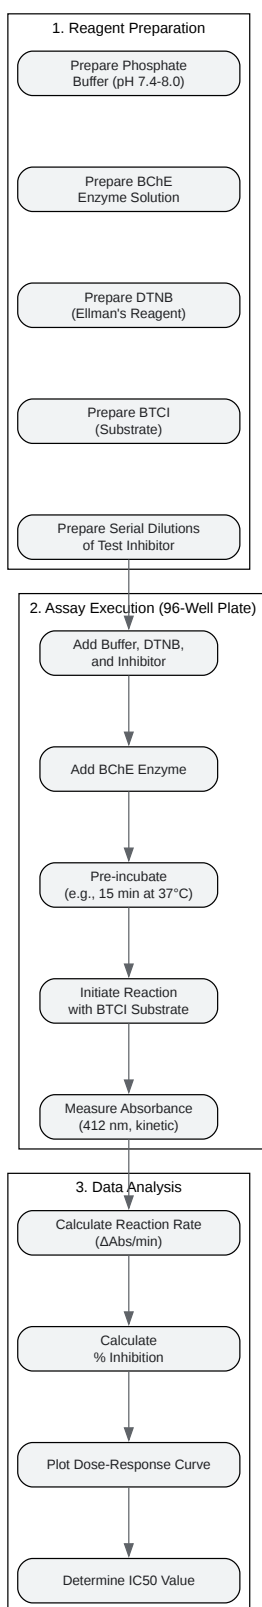 1. Reagent Preparation
Prepare Phosphate
Buffer (pH 7.4-8.0)
Prepare BChE
Enzyme Solution
Prepare DTNB
(Ellman's Reagent)
Prepare BTCI
(Substrate)
Prepare Serial Dilutions
of Test Inhibitor
2. Assay Execution (96-Well Plate)
Add Buffer, DTNB,
and Inhibitor
Add BChE Enzyme
Pre-incubate
(e.g., 15 min at 37°C)
Initiate Reaction
with BTCI Substrate
Measure Absorbance
(412 nm, kinetic)
3. Data Analysis
Calculate Reaction Rate
(ΔAbs/min)
Calculate
% Inhibition
Plot Dose-Response Curve
Determine IC50 Value